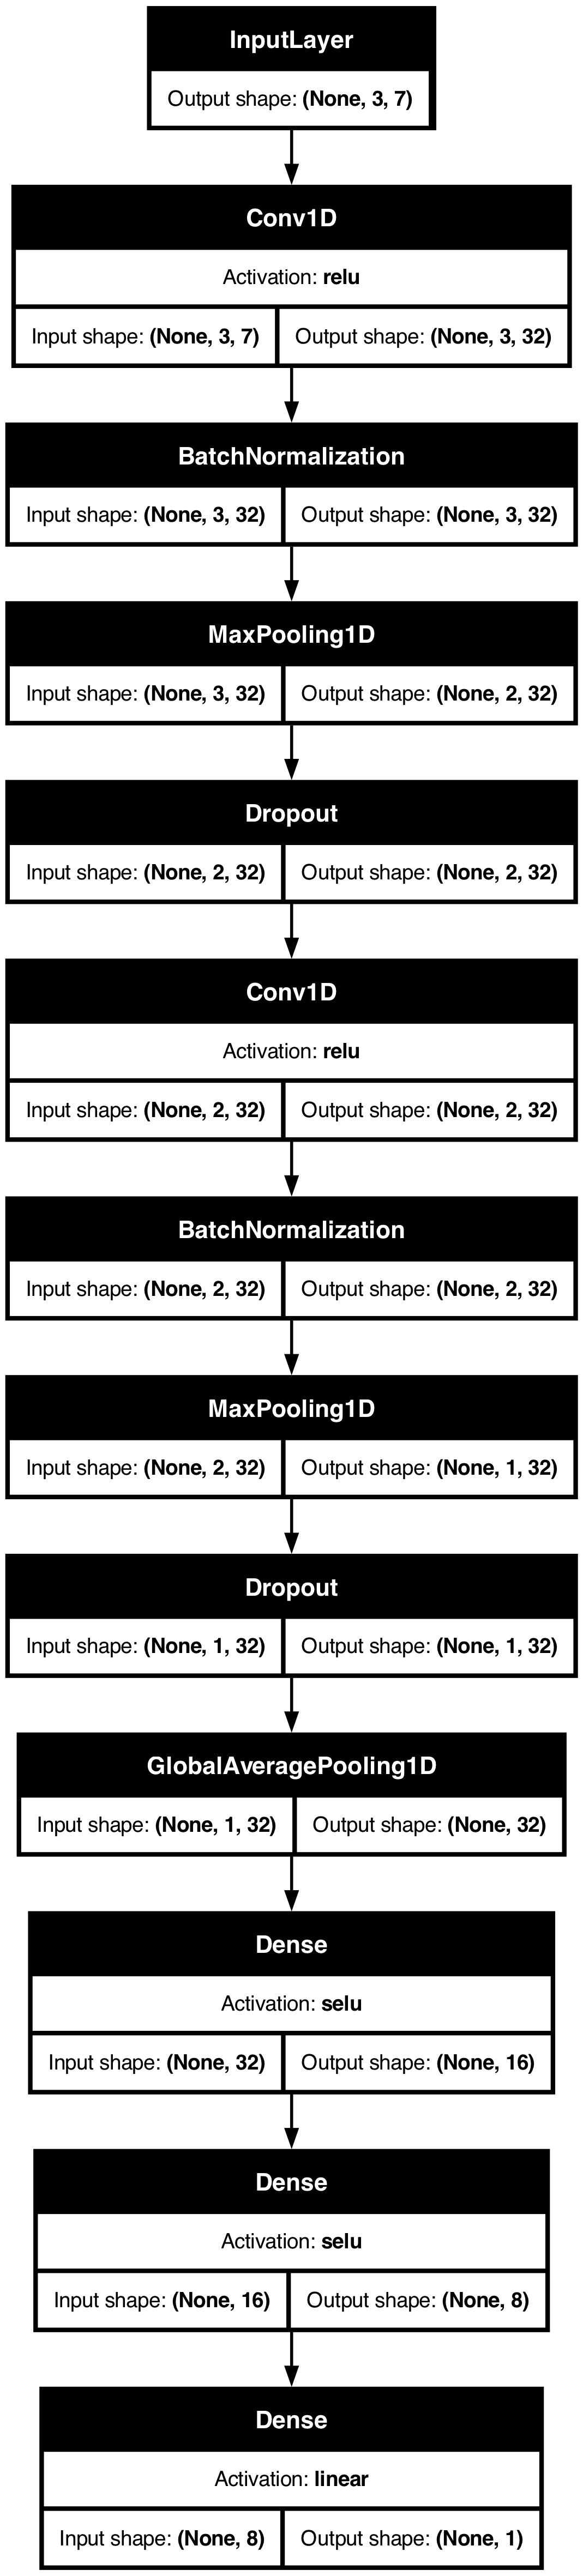 InputLayer
Output shape: (None, 3, 7)
Conv1D
Activation: relu
Input shape: (None, 3, 7) Output shape: (None, 3, 32)
BatchNormalization
Input shape: (None, 3, 32) Output shape: (None, 3, 32)
MaxPooling1D
Input shape: (None, 3, 32) Output shape: (None, 2, 32)
Dropout
Input shape: (None, 2, 32) Output shape: (None, 2, 32)
Conv1D
Activation: relu
Input shape: (None, 2, 32) Output shape: (None, 2, 32)
BatchNormalization
Input shape: (None, 2, 32) Output shape: (None, 2, 32)
MaxPooling1D
Input shape: (None, 2, 32) Output shape: (None, 1, 32)
Dropout
Input shape: (None, 1, 32) Output shape: (None, 1, 32)
GlobalAveragePooling1D
Input shape: (None, 1, 32) Output shape: (None, 32)
Dense
Activation: selu
Input shape: (None, 32) Output shape: (None, 16)
Dense
Activation: selu
Input shape: (None, 16) Output shape: (None, 8)
Dense
Activation: linear
Input shape: (None, 8) Output shape: (None, 1)